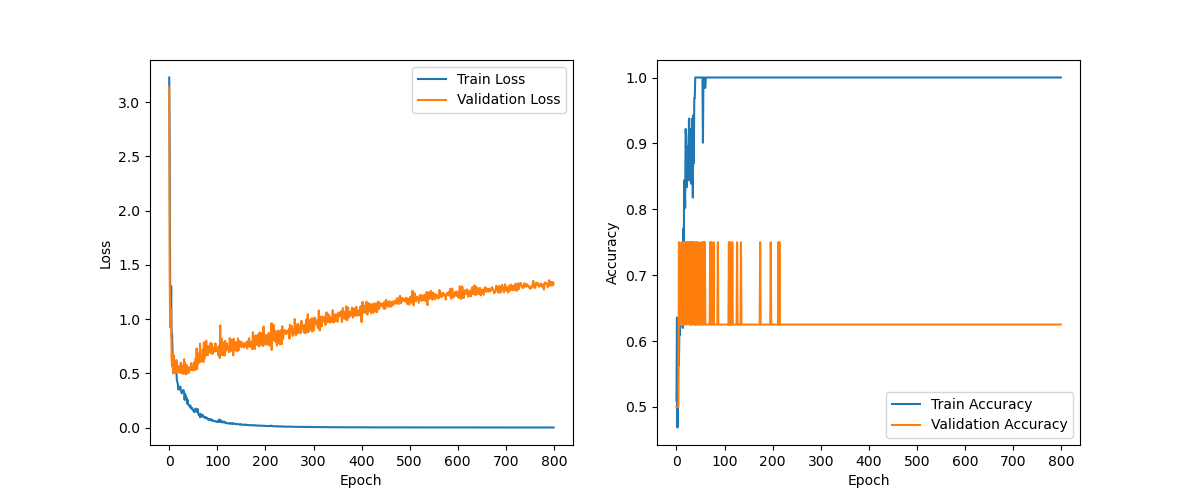 Train Loss
Validation Loss
3.0
2.5
2.0
1.5
1.0
0.5
0.0
Loss
0 100 200 300 400 500 600 700 800
Epoch
1.0
0.9
0.8
0.7
0.6
0.5
Accuracy
Train Accuracy
Validation Accuracy
0 100 200 300 400 500 600 700 800
Epoch